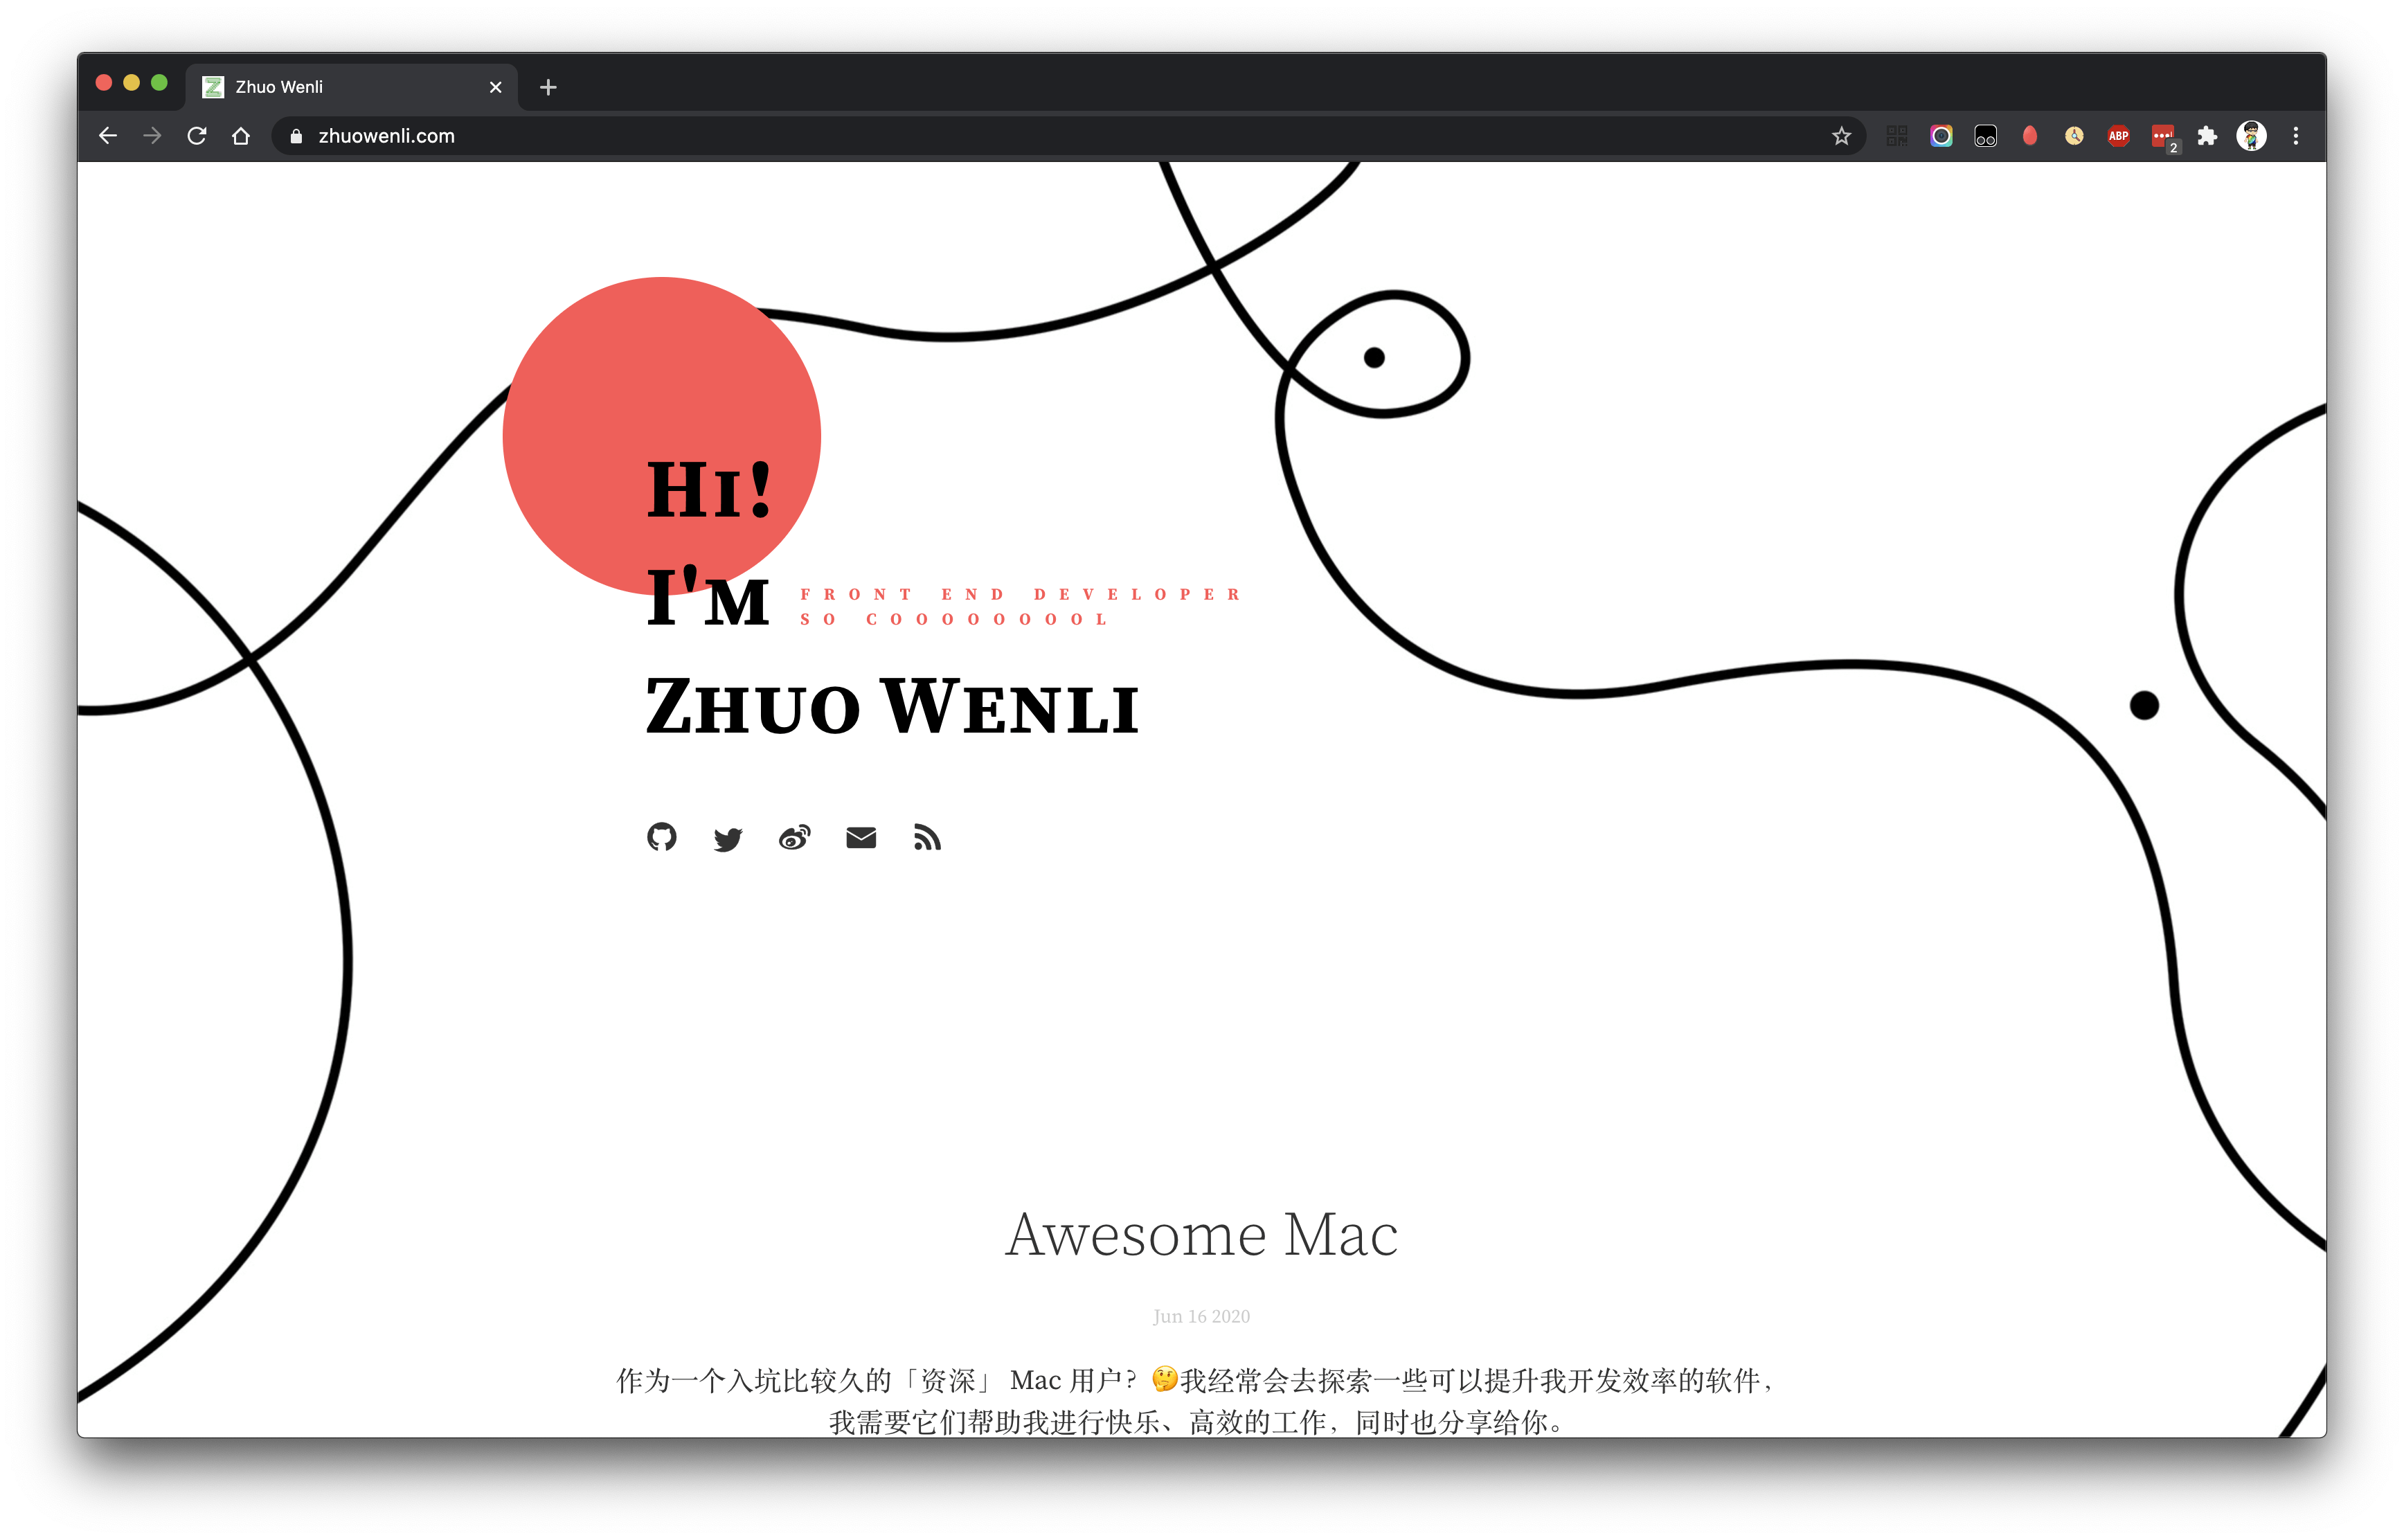 Zhuo Wenli
zhuowenli.com
ABP
2
Hi!
I'm
FRONT END DEVELOPER
SO COOOOOOOOL
Zhuo Wenli
Awesome Mac
Jun 16 2020
作为一个入坑比较久的「资深」 Mac 用户？🤔我经常会去探索一些可以提升我开发效率的软件，
我需要它们帮助我进行快乐、高效的工作，同时也分享给你。